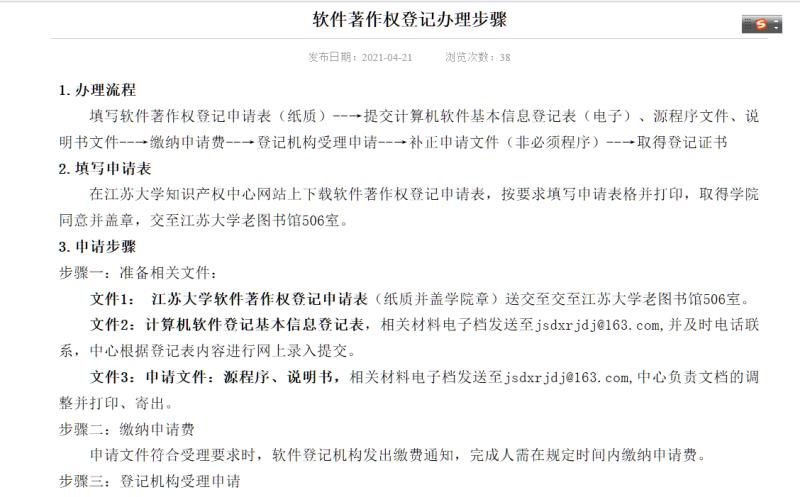 软件著作权登记办理步骤
发布日期：2021-04-21 浏览次数：38
1.办理流程
填写软件著作权登记申请表（纸质）---→提交计算机软件基本信息登记表（电子）、源程序文件、说
明书文件---→缴纳申请费---→登记机构受理申请---→补正申请文件（非必须程序）---→取得登记证书
2.填写申请表
在江苏大学知识产权中心网站上下载软件著作权登记申请表，按要求填写申请表格并打印，取得学院
同意并盖章，交至江苏大学老图书馆506室。
3.申请步骤
步骤一：准备相关文件：
文件1： 江苏大学软件著作权登记申请表（纸质并盖学院章）送交至交至江苏大学老图书馆506室。
文件2：计算机软件登记基本信息登记表，相关材料电子档发送至jsdxrjdj@163.com,并及时电话联
系，中心根据登记表内容进行网上录入提交。
文件3：申请文件：源程序、说明书，相关材料电子档发送至jsdxrjdj@163.com,中心负责文档的调
整并打印、寄出。
步骤二：缴纳申请费
申请文件符合受理要求时，软件登记机构发出缴费通知，完成人需在规定时间内缴纳申请费。
步骤三：登记机构受理申请